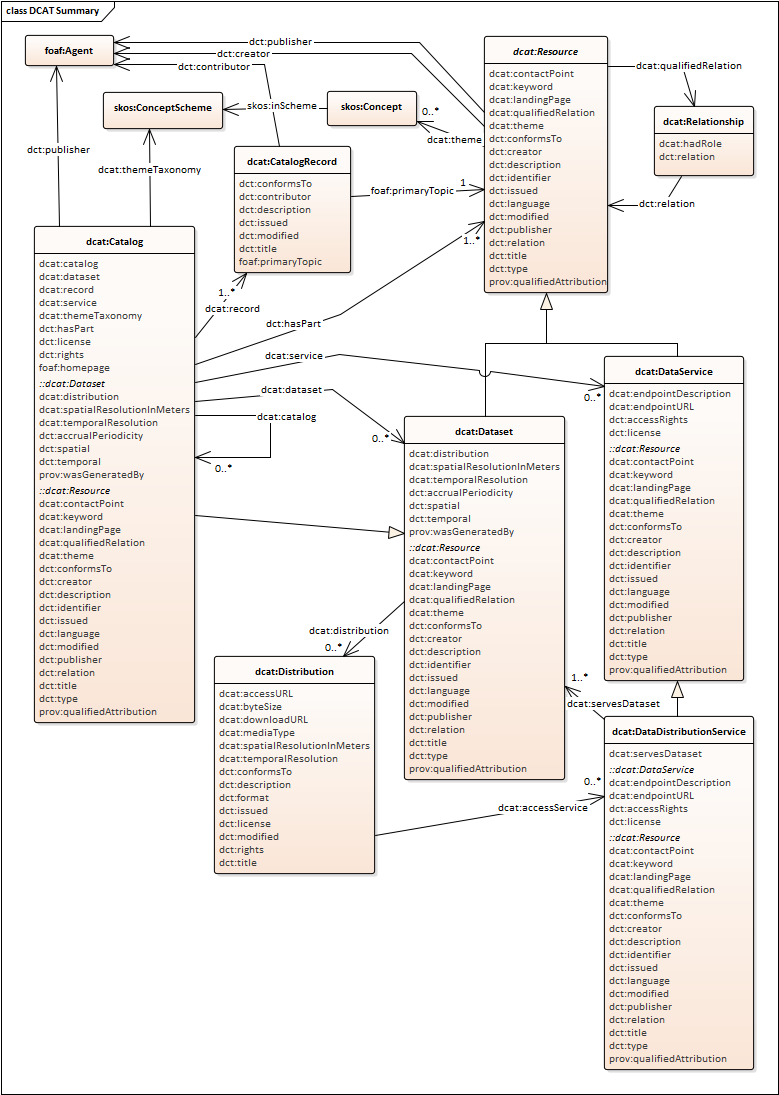 class DCAT Summary
foaf:Agent
dct:publisher
dct:creator
dct:contributor
dcat:Resource
dcat:contactPoint
dcat:keyword
dcat:landingPage
dcat:qualifiedRelation
dcat:theme
dct:conformsTo
dct:creator
dct:description
dct:identifier
dct:issued
dct:language
dct:modified
dct:publisher
dct:relation
dct:title
dct:type
prov:qualifiedAttribution
dcat:qualifiedRelation
dcat:Relationship
dcat:hadRole
dct:relation
dct:relation
skos:ConceptScheme
skos:inScheme
skos:Concept
0..*
dcat:theme
dct:publisher
dcat:themeTaxonomy
dcat:CatalogRecord
dct:conformsTo
dct:contributor
dct:description
dct:issued
dct:modified
dct:title
foaf:primaryTopic
foaf:primaryTopic
1
1..*
1..*
dcat:record
dct:hasPart
dcat:Catalog
dcat:catalog
dcat:dataset
dcat:record
dcat:service
dcat:themeTaxonomy
dct:hasPart
dct:license
dct:rights
foaf:homepage
::dcat:Dataset
dcat:distribution
dcat:spatialResolutionInMeters
dcat:temporalResolution
dct:accrualPeriodicity
dct:spatial
dct:temporal
prov:wasGeneratedBy
::dcat:Resource
dcat:contactPoint
dcat:keyword
dcat:landingPage
dcat:qualifiedRelation
dcat:theme
dct:conformsTo
dct:creator
dct:description
dct:identifier
dct:issued
dct:language
dct:modified
dct:publisher
dct:relation
dct:title
dct:type
prov:qualifiedAttribution
dcat:service
0..*
dcat:dataset
0..*
dcat:catalog
0..*
dcat:Dataset
dcat:distribution
dcat:spatialResolutionInMeters
dcat:temporalResolution
dct:accrualPeriodicity
dct:spatial
dct:temporal
prov:wasGeneratedBy
::dcat:Resource
dcat:contactPoint
dcat:keyword
dcat:landingPage
dcat:qualifiedRelation
dcat:theme
dct:conformsTo
dct:creator
dct:description
dct:identifier
dct:issued
dct:language
dct:modified
dct:publisher
dct:relation
dct:title
dct:type
prov:qualifiedAttribution
dcat:DataService
dcat:endpointDescription
dcat:endpointURL
dct:accessRights
dct:license
::dcat:Resource
dcat:contactPoint
dcat:keyword
dcat:landingPage
dcat:qualifiedRelation
dcat:theme
dct:conformsTo
dct:creator
dct:description
dct:identifier
dct:issued
dct:language
dct:modified
dct:publisher
dct:relation
dct:title
dct:type
prov:qualifiedAttribution
dcat:distribution
0..*
dcat:Distribution
dcat:accessURL
dcat:byteSize
dcat:downloadURL
dcat:mediaType
dcat:spatialResolutionInMeters
dcat:temporalResolution
dct:conformsTo
dct:description
dct:format
dct:issued
dct:license
dct:modified
dct:rights
dct:title
1..*
dcat:servesDataset
0..*
dcat:accessService
dcat:DataDistributionService
dcat:servesDataset
::dcat:DataService
dcat:endpointDescription
dcat:endpointURL
dct:accessRights
dct:license
::dcat:Resource
dcat:contactPoint
dcat:keyword
dcat:landingPage
dcat:qualifiedRelation
dcat:theme
dct:conformsTo
dct:creator
dct:description
dct:identifier
dct:issued
dct:language
dct:modified
dct:publisher
dct:relation
dct:title
dct:type
prov:qualifiedAttribution